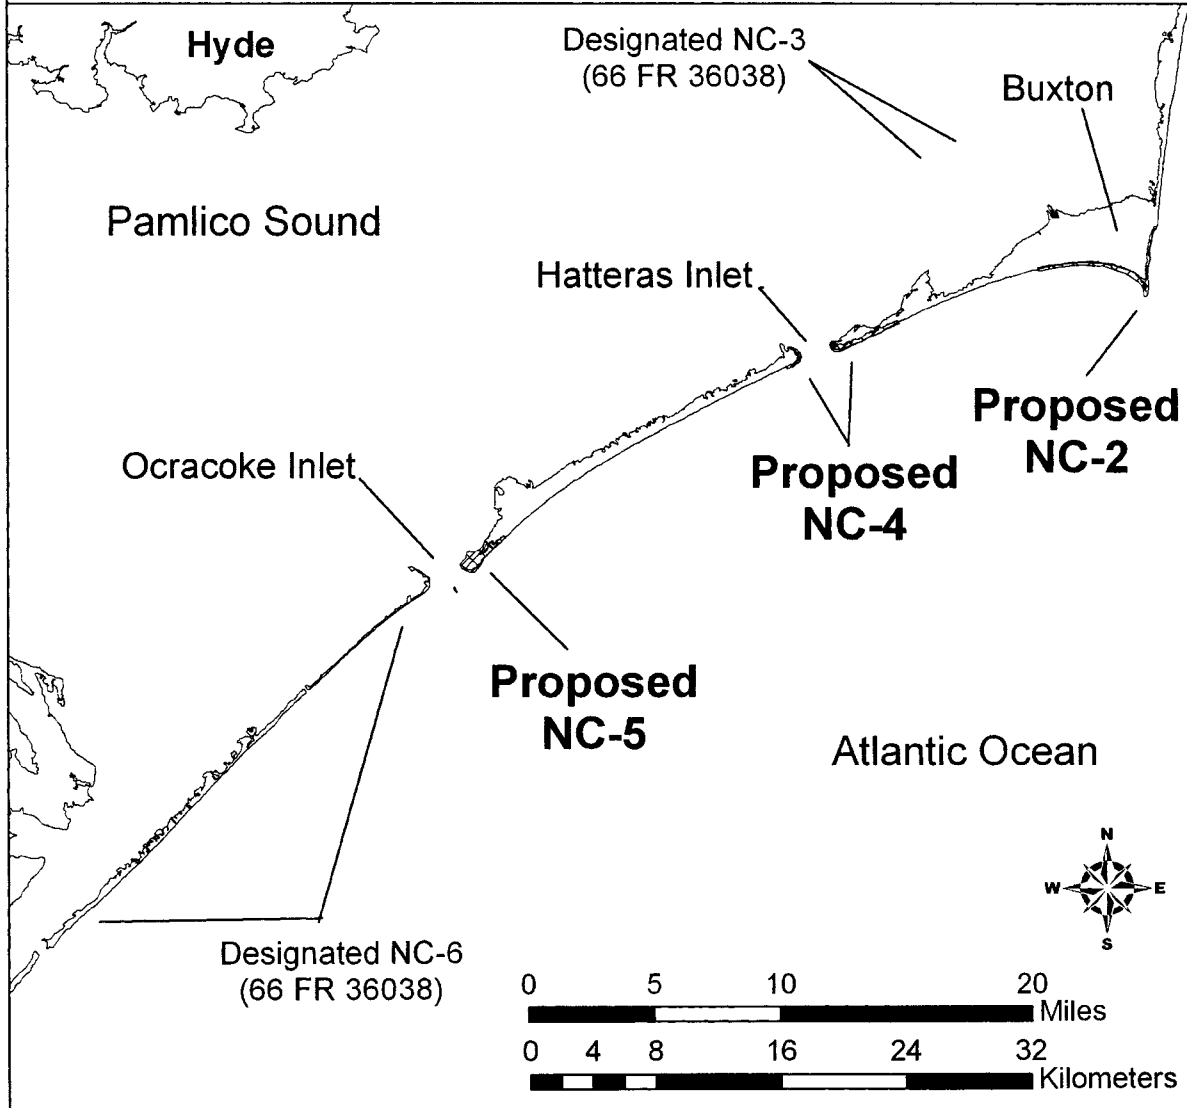 Hyde
Designated NC-3
(66 FR 36038)
Buxton
Pamlico Sound
Hatteras Inlet
Proposed
NC-2
Ocracoke Inlet
Proposed
NC-4
Proposed
NC-5
Atlantic Ocean
N
W E
S
Designated NC-6
(66 FR 36038)
0 5 10 20
Miles
0 4 8 16 24 32
Kilometers